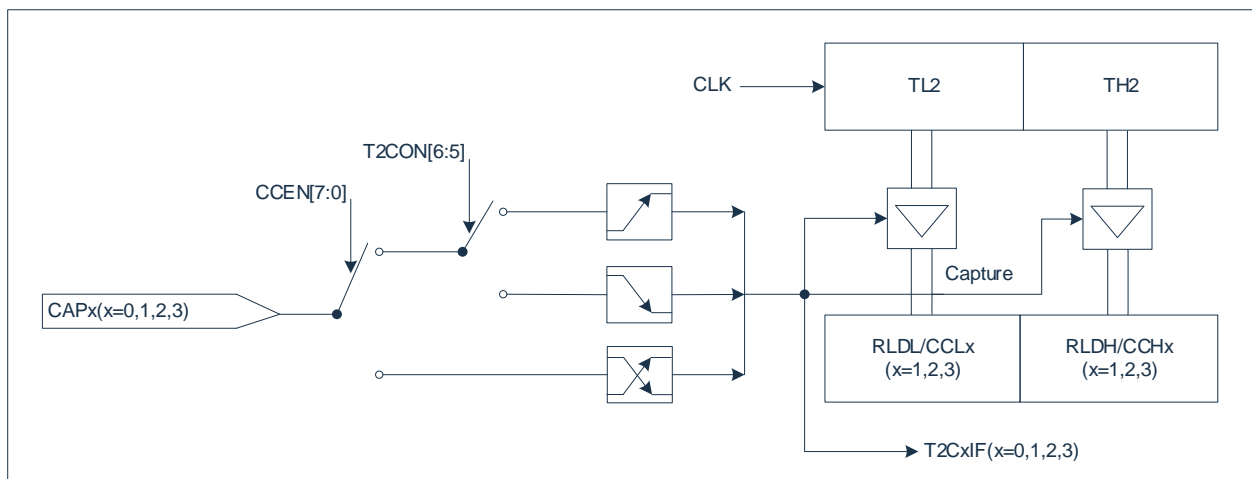 CLK
TL2
TH2
T2CON[6:5]
CCEN[7:0]
Capture
CAPx(x=0,1,2,3)
RLDL/CCLx
(x=1,2,3)
RLDH/CCHx
(x=1,2,3)
T2CxIF(x=0,1,2,3)